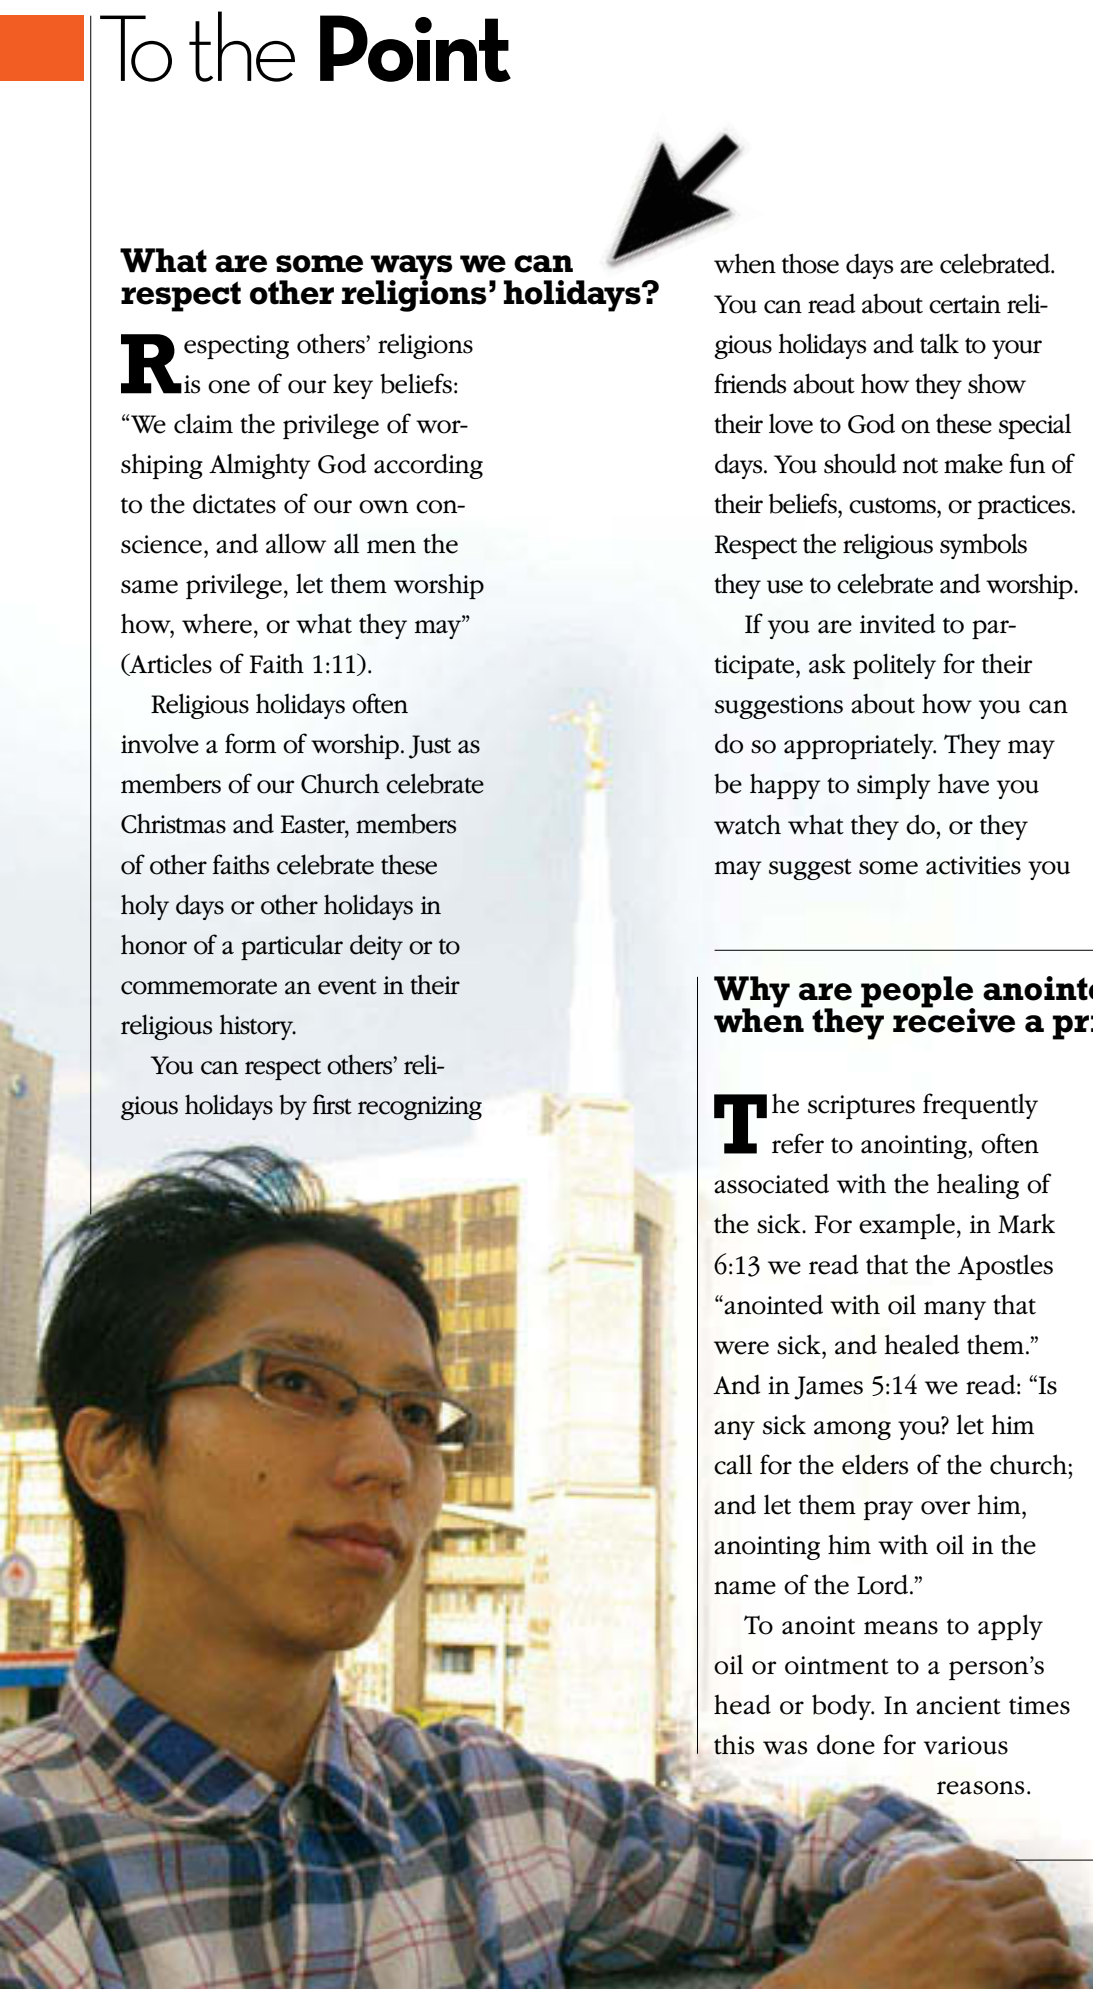 To the Point
What are some ways we can
respect other religions' holidays?
Respecting others' religions
is one of our key beliefs:
“We claim the privilege of wor-
shiping Almighty God according
to the dictates of our own con-
science, and allow all men the
same privilege, let them worship
how, where, or what they may”
(Articles of Faith 1:11).
Religious holidays often
involve a form of worship. Just as
members of our Church celebrate
Christmas and Easter, members
of other faiths celebrate these
holy days or other holidays in
honor of a particular deity or to
commemorate an event in their
religious history.
You can respect others’ reli-
gious holidays by first recognizing
when those days are celebrated.
You can read about certain reli-
gious holidays and talk to your
friends about how they show
their love to God on these special
days. You should not make fun of
their beliefs, customs, or practices.
Respect the religious symbols
they use to celebrate and worship.
If you are invited to par-
ticipate, ask politely for their
suggestions about how you can
do so appropriately. They may
be happy to simply have you
watch what they do, or they
may suggest some activities you
Why are people
when they receive a
The scriptures frequently
refer to anointing, often
associated with the healing of
the sick. For example, in Mark
6:13 we read that the Apostles
“anointed with oil many that
were sick, and healed them.”
And in James 5:14 we read: “Is
any sick among you? let him
call for the elders of the church;
and let them pray over him,
anointing him with oil in the
name of the Lord.”
To anoint means to apply
oil or ointment to a person’s
head or body. In ancient times
this was done for various
reasons.